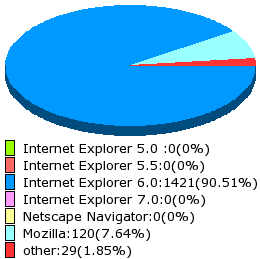 Internet Explorer 5.0 :0(0%)
Internet Explorer 5.5:0(0%)
Internet Explorer 6.0:1421(90.51%)
Internet Explorer 7.0:0(0%)
Netscape Navigator:0(0%)
Mozilla:120(7.64%)
other:29(1.85%)